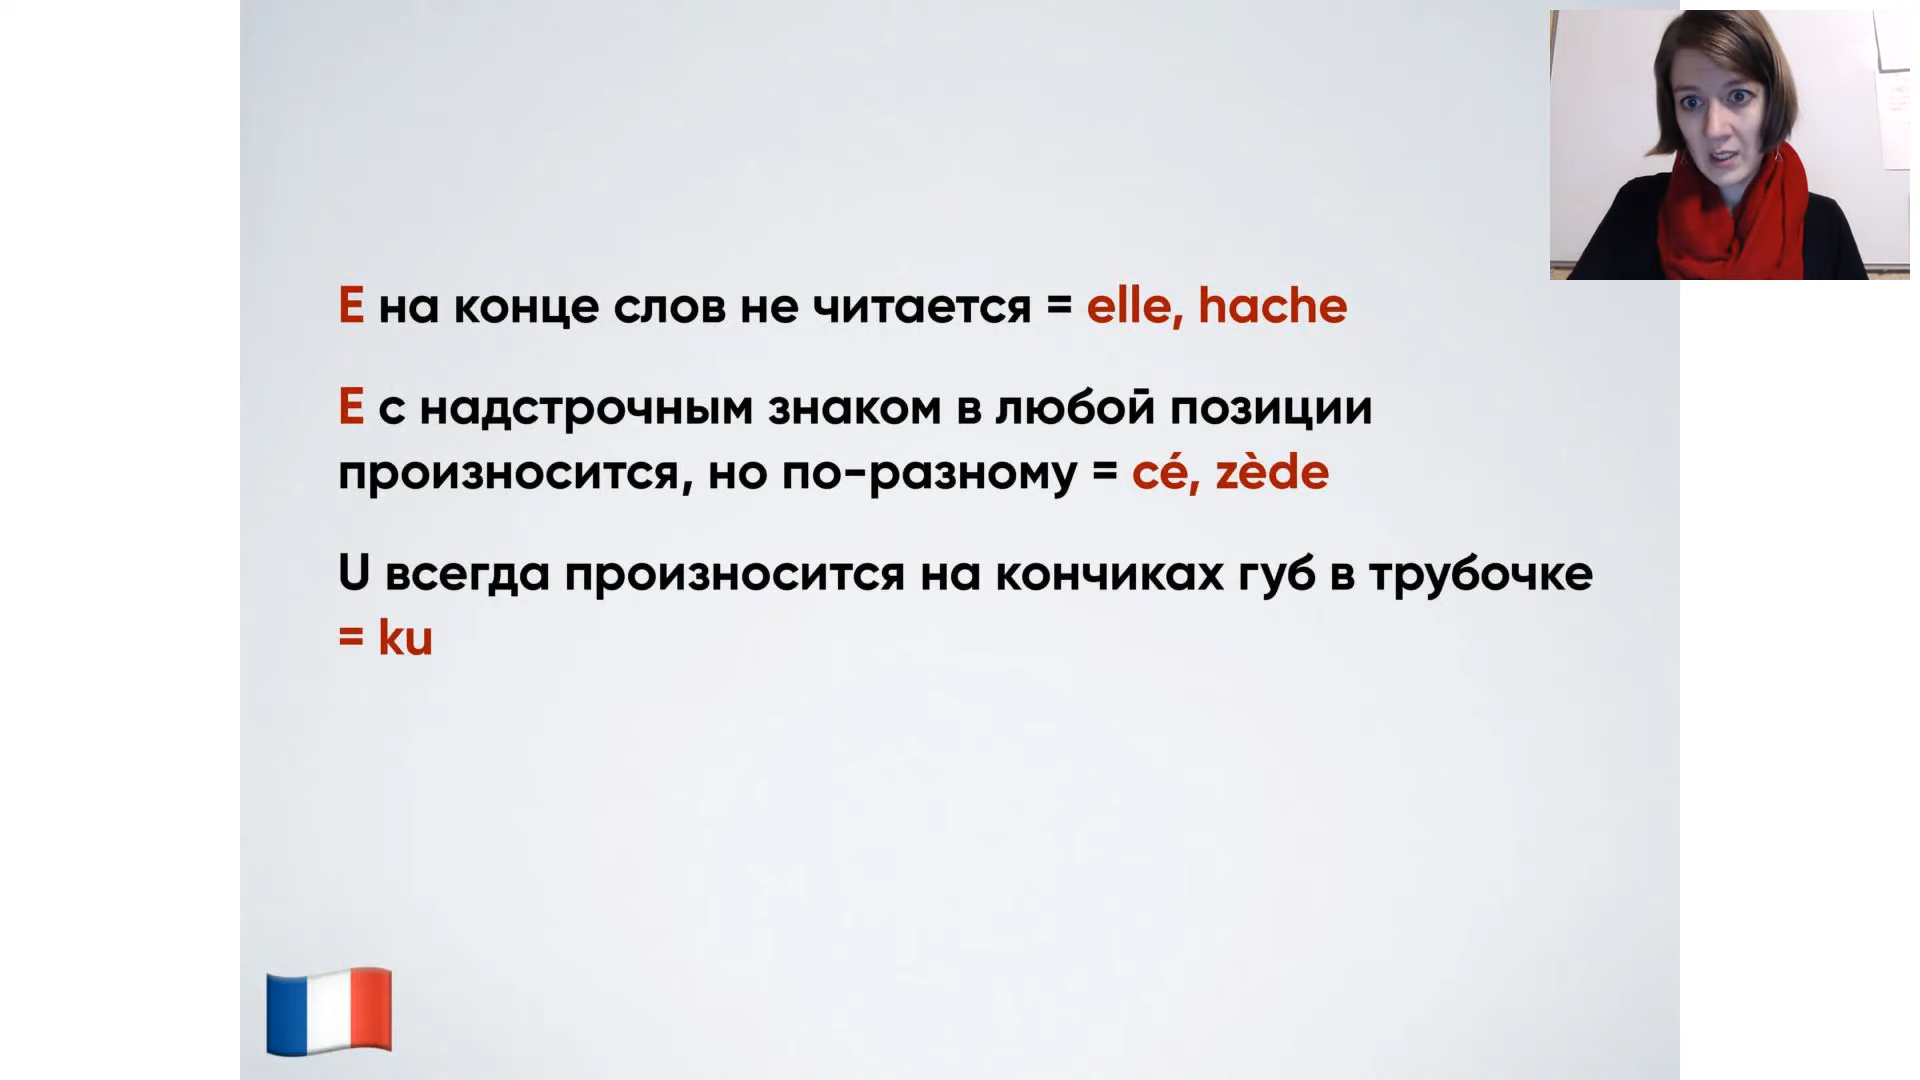 E на конце слов не читается = elle, hache
E с надстрочным знаком в любой позиции
произносится, но по-разному = cé, zède
U всегда произносится на кончиках губ в трубочке
= ku